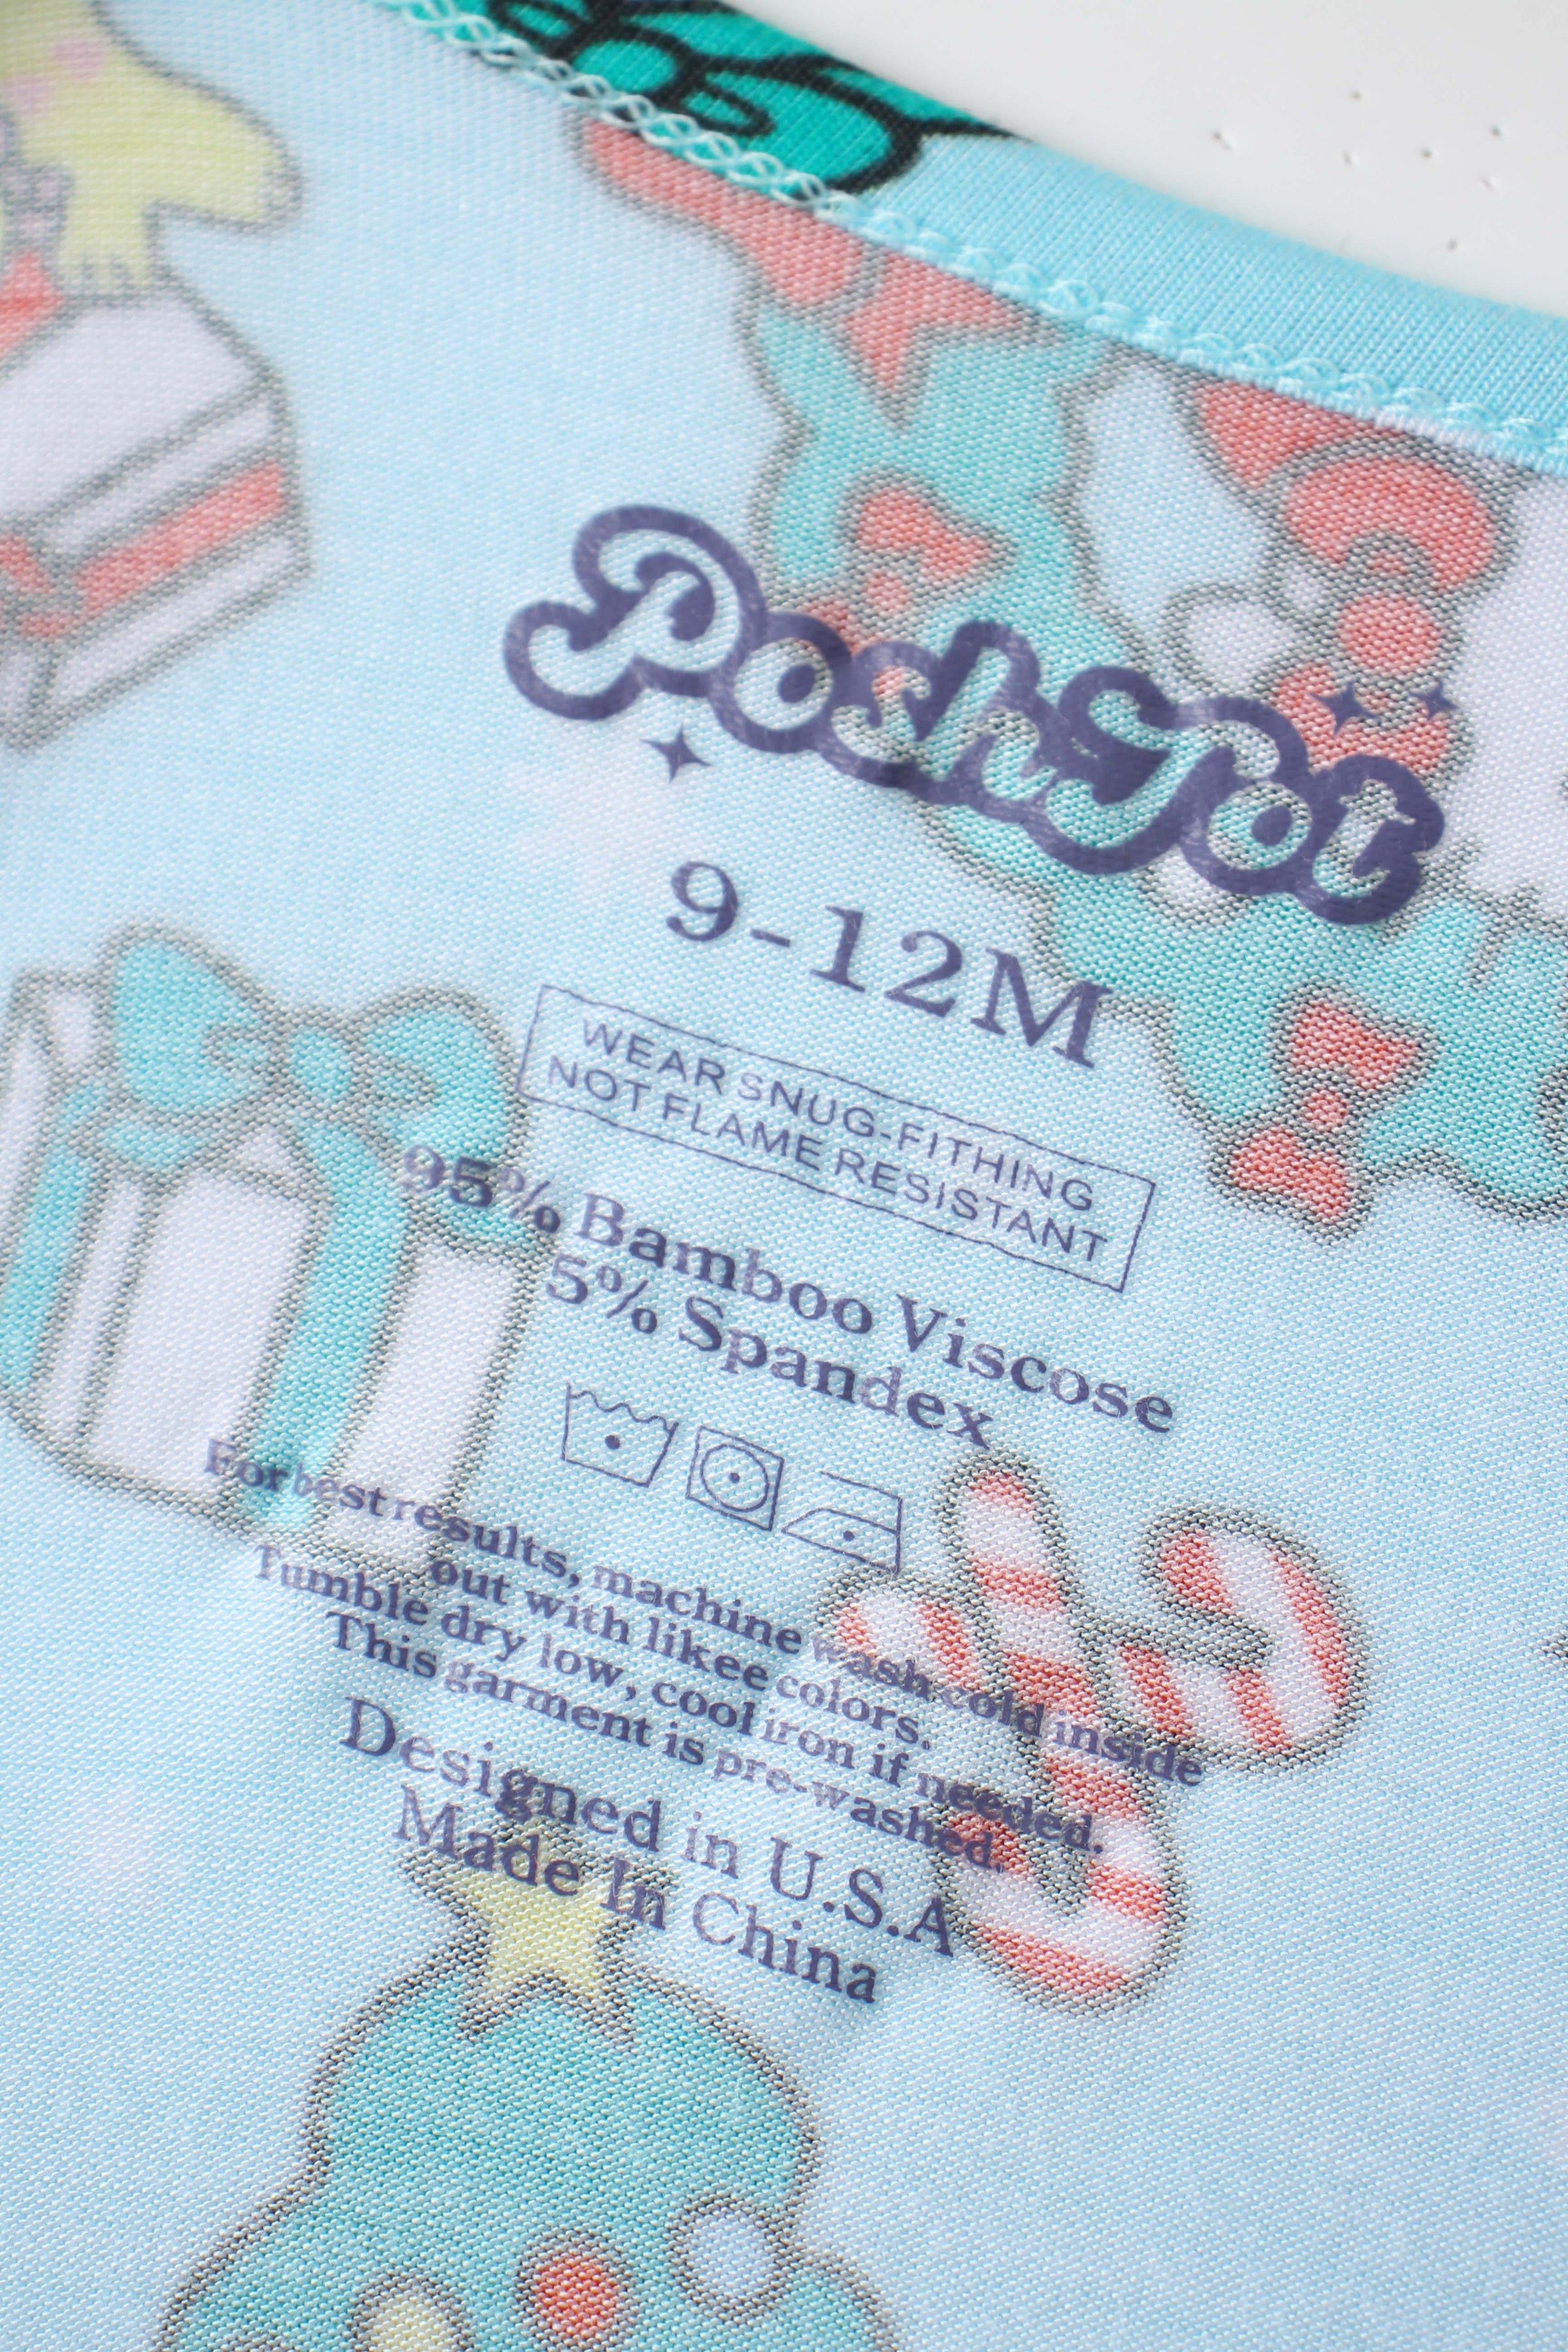 PoshTot
9-12M
WEAR SNUG-FITHING
NOT FLAME RESISTANT
95% Bamboo Viscose
5% Spandex
For best results, machine wash cold inside
out with likee colors.
Tumble dry low, cool iron if needed.
This garment is pre-washed.
Designed in U.S.A
Made In China